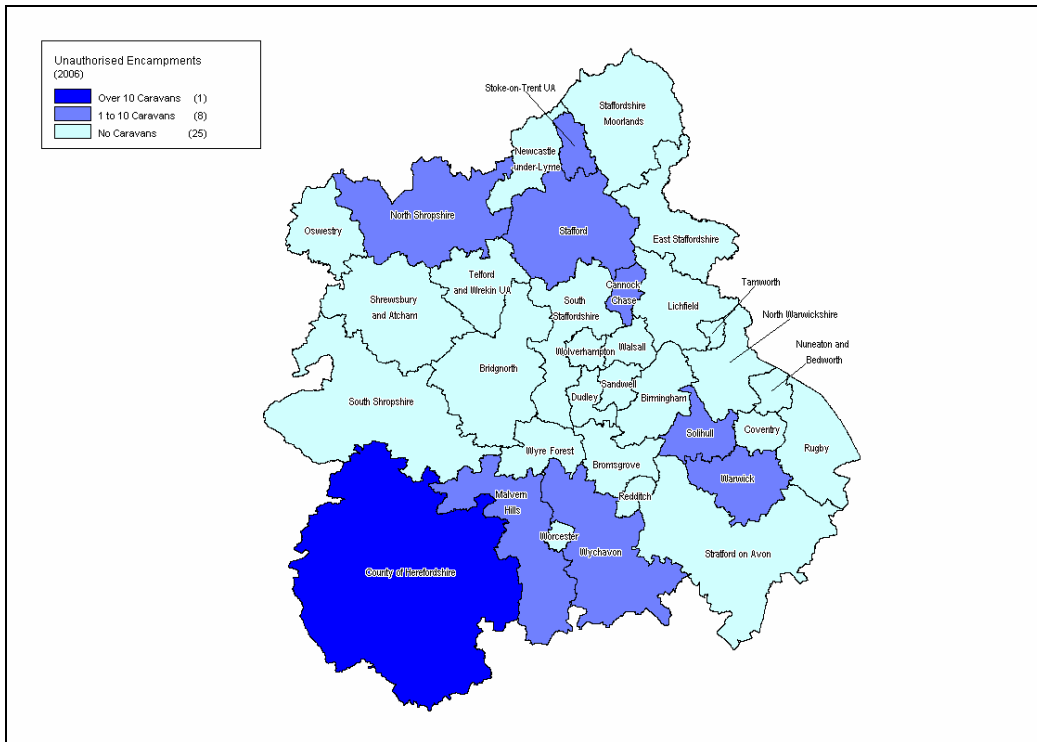 Unauthorised Encampments
(2006)
Over 10 Caravans (1)
1 to 10 Caravans (8)
No Caravans (25)
Stoke-on-Trent UA
Staffordshire
Moorlands
Newcastle
under-Lyme
North Shropshire
Stafford
Oswestry
East Staffordshire
Telford
and Wrekin UA
Cannock
Chase
Tamworth
Shrewsbury
and Atcham
South
Staffordshire
Lichfield
North Warwickshire
Nuneaton and
Bedworth
Wolverhampton
Walsall
Bridgnorth
Sandwell
Dudley
Birmingham
South Shropshire
Solihull
Coventry
Rugby
Wyre Forest
Bromsgrove
Warwick
Malvern
Hills
Redditch
Worcester
Wychavon
Stratford on Avon
County of Herefordshire